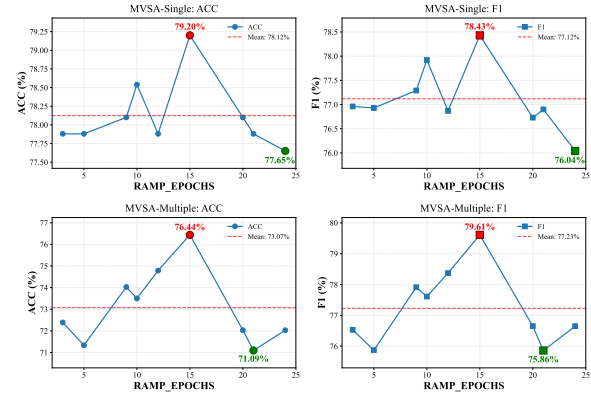 MVSA-Single: ACC
79.20%
ACC
Mean: 78.12%
79.25
79.00
78.75
78.50
78.25
78.00
77.75
77.50
ACC (%)
77.65%
5
10
15
20
25
RAMP_EPOCHS
MVSA-Single: F1
78.43%
F1
Mean: 77.12%
78.5
78.0
77.5
77.0
76.5
76.0
F1 (%)
76.04%
5
10
15
20
25
RAMP_EPOCHS
MVSA-Multiple: ACC
76.44%
ACC
Mean: 73.07%
77
76
75
74
73
72
71
ACC (%)
71.09%
5
10
15
20
25
RAMP_EPOCHS
MVSA-Multiple: F1
79.61%
F1
Mean: 77.23%
80
79
78
77
76
F1 (%)
75.86%
5
10
15
20
25
RAMP_EPOCHS